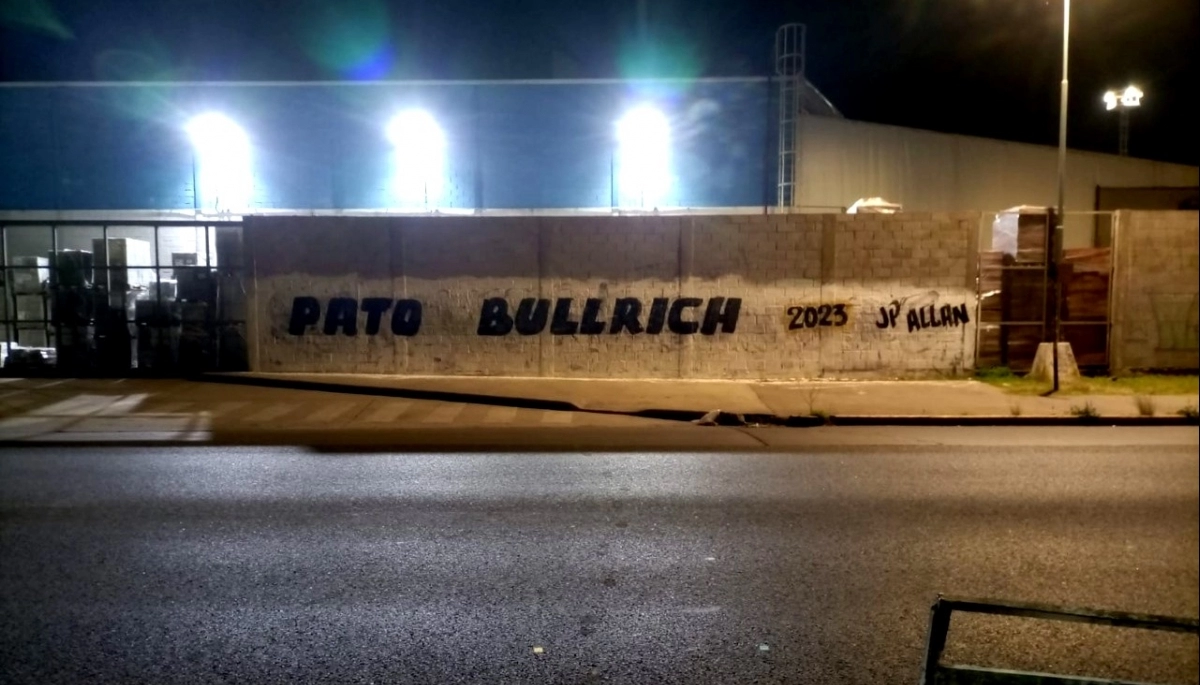 PATO BULLRICH 2023 JP ALLAN